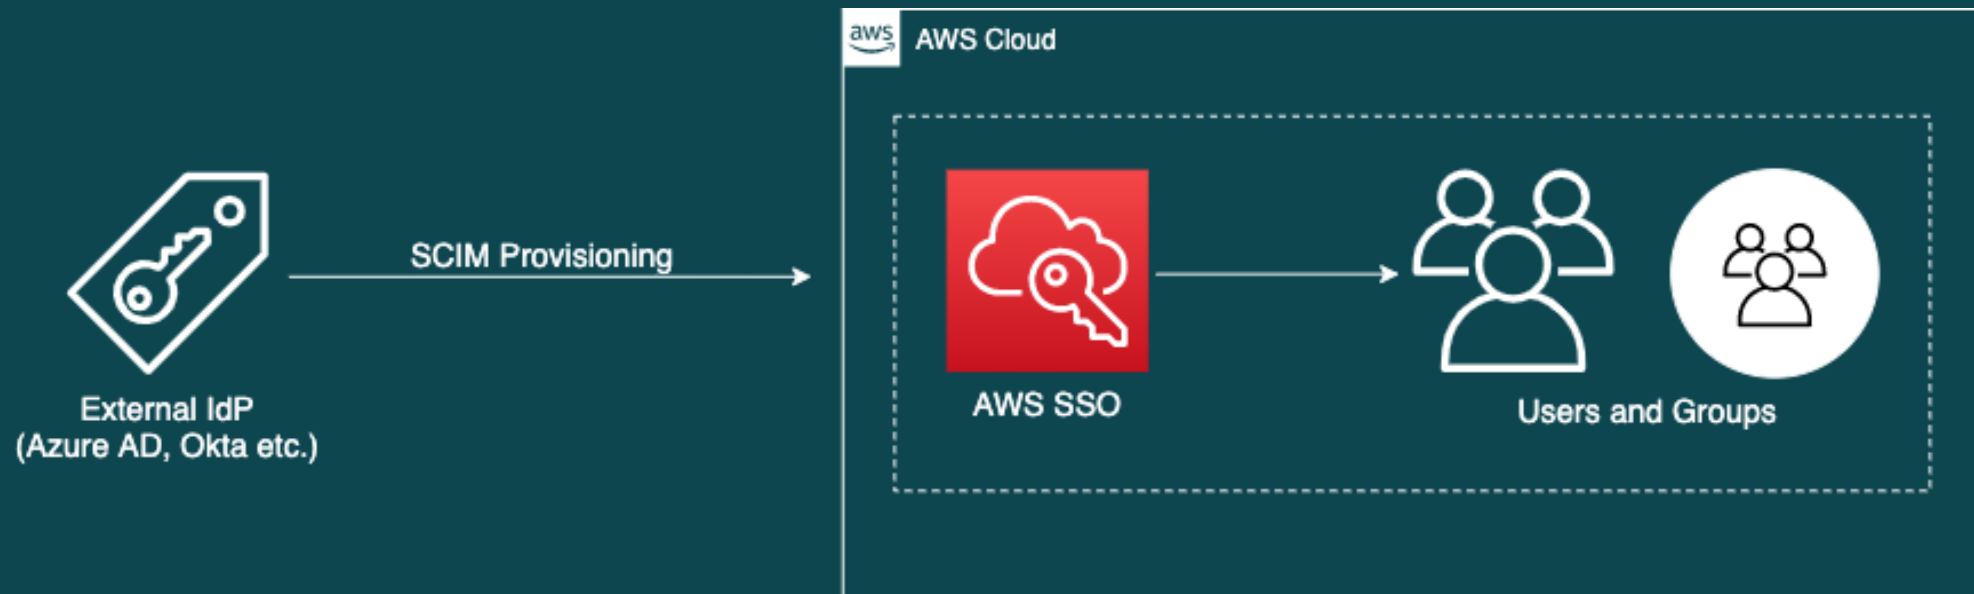 aws
AWS Cloud
SCIM Provisioning
External IdP
(Azure AD, Okta etc.)
AWS SSO
Users and Groups